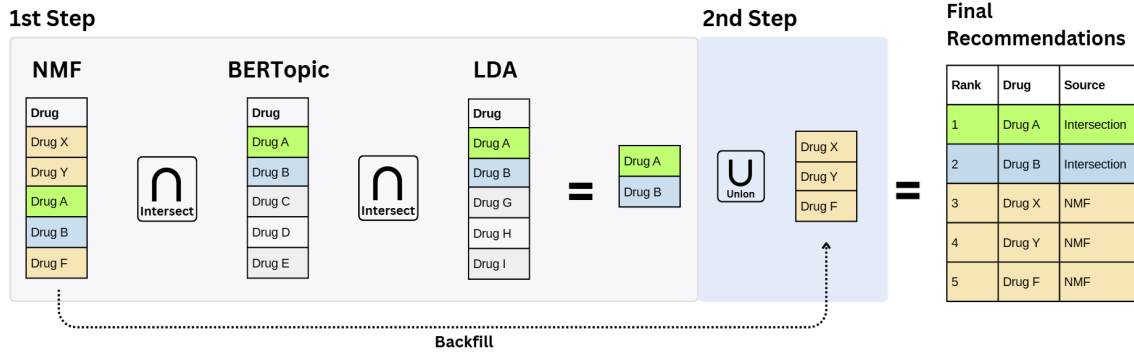 1st Step
2nd Step
Final
Recommendations
NMF
BERTopic
LDA
Drug
Drug X
Drug Y
Drug A
Drug B
Drug F
Intersect
Drug
Drug A
Drug B
Drug C
Drug D
Drug E
Intersect
Drug
Drug A
Drug B
Drug G
Drug H
Drug I
=
Drug A
Drug B
Union
Drug X
Drug Y
Drug F
=
Rank Drug Source
1 Drug A Intersection
2 Drug B Intersection
3 Drug X NMF
4 Drug Y NMF
5 Drug F NMF
Backfill